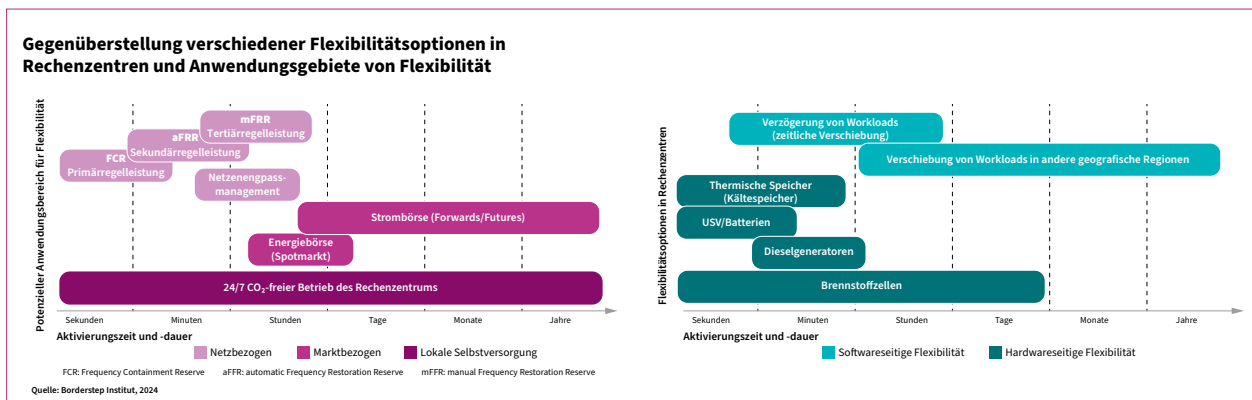 Gegenüberstellung verschiedener Flexibilitätsoptionen in
Rechenzentren und Anwendungsgebiete von Flexibilität
Potenzieller Anwendungsbereich für Flexibilität
mFRR
Tertiärregelleistung
aFRR
Sekundärregelleistung
FCR
Primärregelleistung
Netzenengpass-
management
Strombörse (Forwards/Futures)
Energiebörse
(Spotmarkt)
24/7 CO₂-freier Betrieb des Rechenzentrums
Sekunden
Minuten
Stunden
Tage
Monate
Jahre
Aktivierungszeit und -dauer
Netzbezogen
Marktbezogen
Lokale Selbstversorgung
FCR: Frequency Containment Reserve
aFFR: automatic Frequency Restoration Reserve
mFFR: manual Frequency Restoration Reserve
Quelle: Borderstep Institut, 2024
Flexibilitätsoptionen in Rechenzentren
Verzögerung von Workloads
(zeitliche Verschiebung)
Verschiebung von Workloads in andere geografische Regionen
Thermische Speicher
(Kältespeicher)
USV/Batterien
Dieselgeneratoren
Brennstoffzellen
Sekunden
Minuten
Stunden
Tage
Monate
Jahre
Aktivierungszeit und -dauer
Softwareseitige Flexibilität
Hardwareseitige Flexibilität